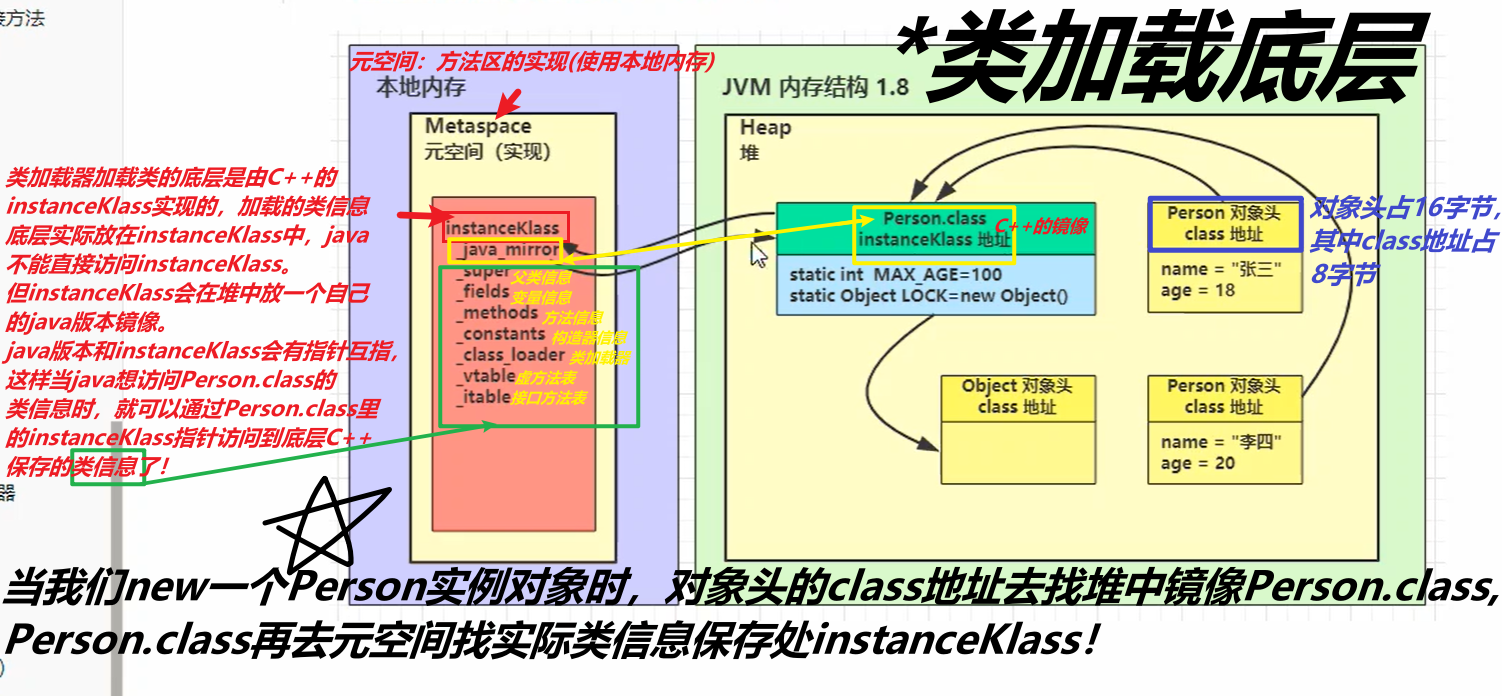 接方法
*类加载底层
元空间：方法区的实现(使用本地内存)
本地内存
JVM 内存结构 1.8
Metaspace
元空间（实现）
Heap
堆
类加载器加载类的底层是由C++的
instanceKlass实现的，加载的类信息
底层实际放在instanceKlass中，java
不能直接访问instanceKlass。
但instanceKlass会在堆中放一个自己
的java版本镜像。
java版本和instanceKlass会有指针互指，
这样当java想访问Person.class的
类信息时，就可以通过Person.class里
的instanceKlass指针访问到底层C++
保存的类信息了！
instanceKlass
_java_mirror
_super 父类信息
_fields 变量信息
_methods 方法信息
_constants 构造器信息
_class_loader 类加载器
_vtable 虚方法表
_itable 接口方法表
Person.class
instanceKlass 地址
C++的镜像
static int MAX_AGE=100
static Object LOCK=new Object()
Person 对象头
class 地址
name = "张三"
age = 18
对象头占16字节，
其中class地址占
8字节
Object 对象头
class 地址
Person 对象头
class 地址
name = "李四"
age = 20
器
当我们new一个Person实例对象时，对象头的class地址去找堆中镜像Person.class,
Person.class再去元空间找实际类信息保存处instanceKlass！
)